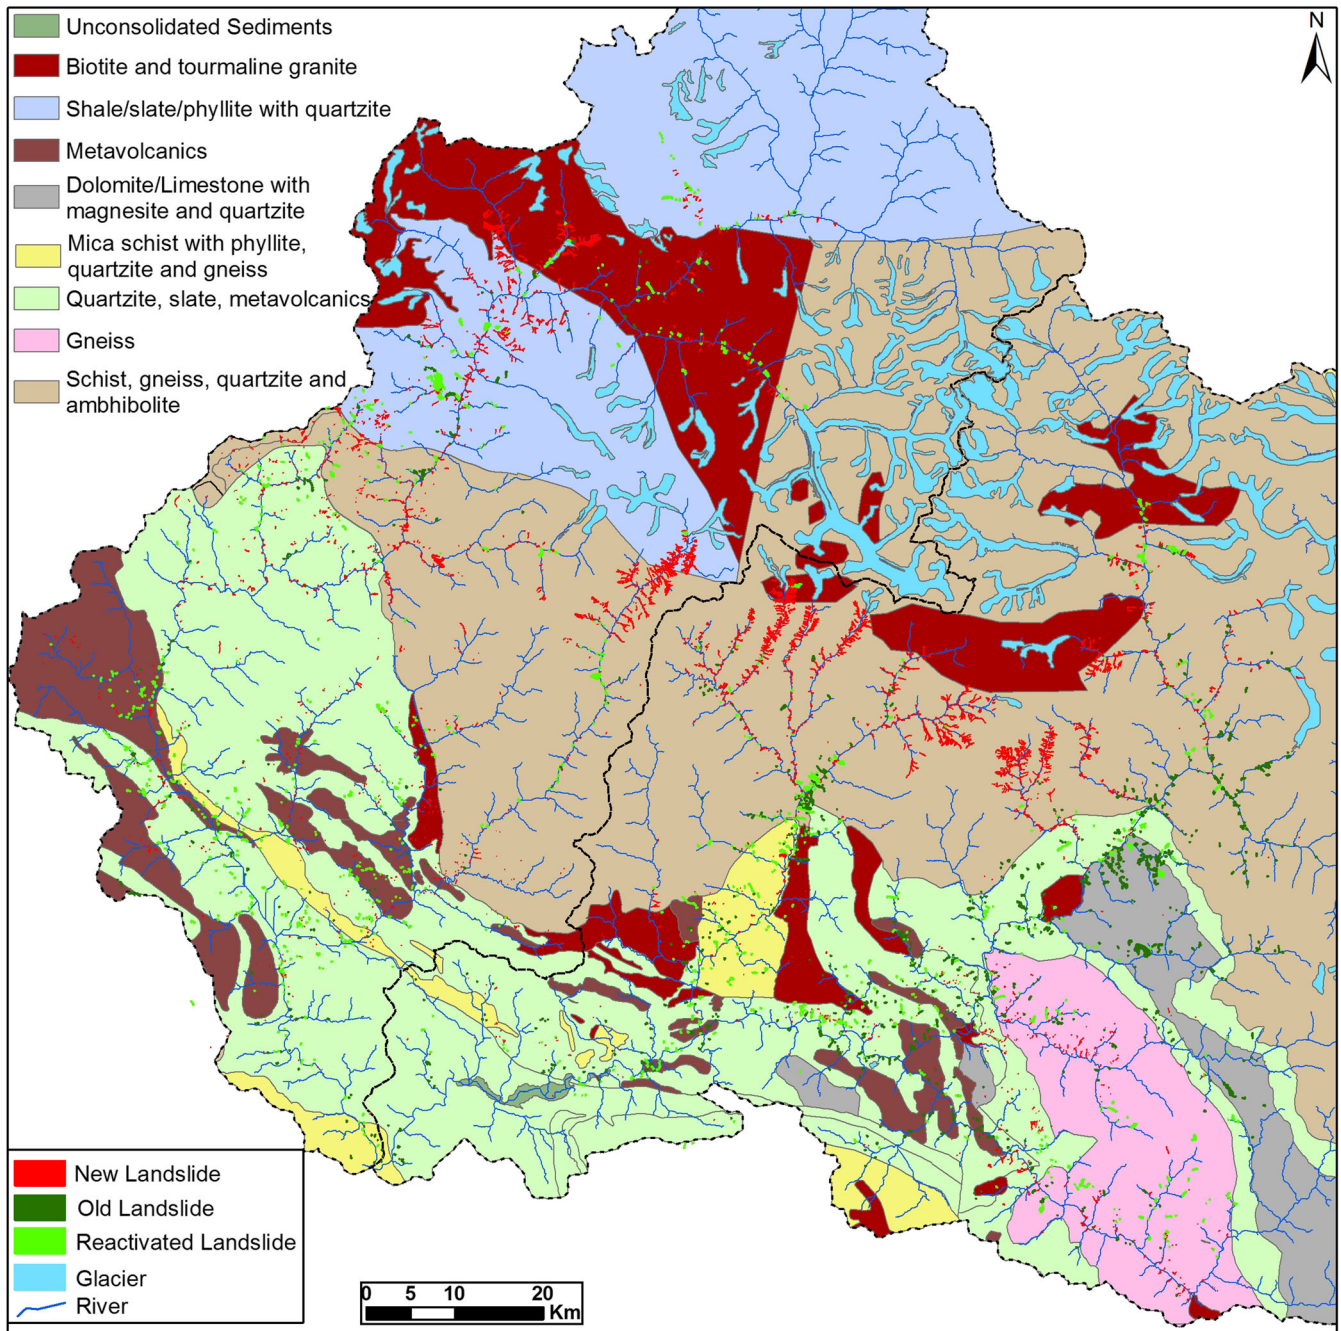 Unconsolidated Sediments
Biotite and tourmaline granite
Shale/slate/phyllite with quartzite
Metavolcanics
Dolomite/Limestone with
magnesite and quartzite
Mica schist with phyllite,
quartzite and gneiss
Quartzite, slate, metavolcanics
Gneiss
Schist, gneiss, quartzite and
ambhibolite
N
New Landslide
Old Landslide
Reactivated Landslide
Glacier
River
0 5 10 20
Km